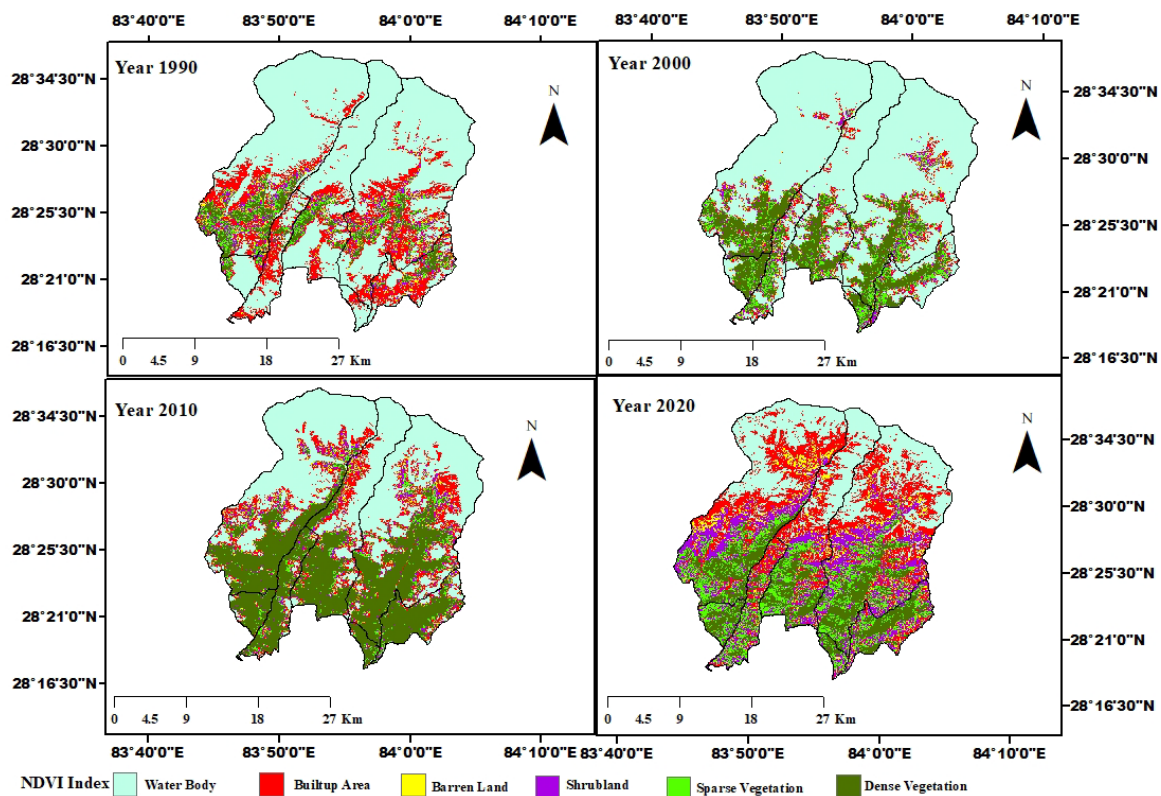 83°40'0"E 83°50'0"E 84°0'0"E 84°10'0"E
83°40'0"E 83°50'0"E 84°0'0"E 84°10'0"E
Year 1990
N
28°34'30"N
28°30'0"N
28°25'30"N
28°21'0"N
28°16'30"N
0 4.5 9 18 27 Km
Year 2000
N
28°34'30"N
28°30'0"N
28°25'30"N
28°21'0"N
28°16'30"N
0 4.5 9 18 27 Km
Year 2010
N
28°34'30"N
28°30'0"N
28°25'30"N
28°21'0"N
28°16'30"N
0 4.5 9 18 27 Km
Year 2020
N
28°34'30"N
28°30'0"N
28°25'30"N
28°21'0"N
28°16'30"N
0 4.5 9 18 27 Km
83°40'0"E 83°50'0"E 84°0'0"E
83°40'0"E 83°50'0"E 84°0'0"E 84°10'0"E
NDVI Index Water Body Builtup Area Barren Land Shrubland Sparse Vegetation Dense Vegetation